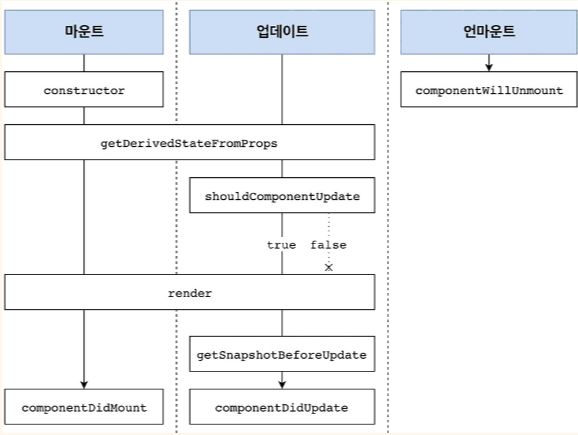 마운트
업데이트
언마운트
constructor
componentWillUnmount
getDerivedStateFromProps
shouldComponentUpdate
true false
render
getSnapshotBeforeUpdate
componentDidMount
componentDidUpdate